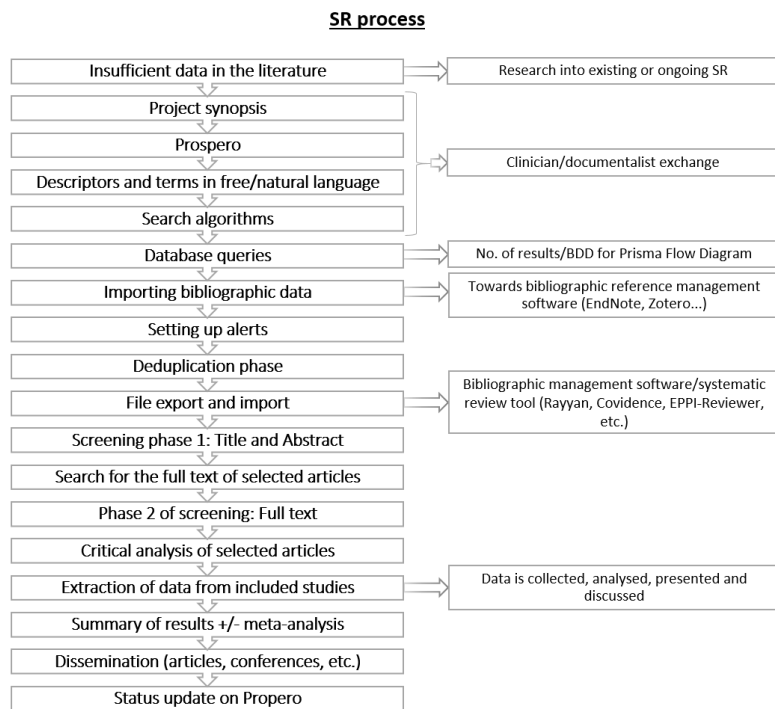 SR process
Insufficient data in the literature
Research into existing or ongoing SR
Project synopsis
Prospero
Descriptors and terms in free/natural language
Search algorithms
Clinician/documentalist exchange
Database queries
No. of results/BDD for Prisma Flow Diagram
Importing bibliographic data
Towards bibliographic reference management
software (EndNote, Zotero...)
Setting up alerts
Deduplication phase
File export and import
Bibliographic management software/systematic
review tool (Rayyan, Covidence, EPPI-Reviewer,
etc.)
Screening phase 1: Title and Abstract
Search for the full text of selected articles
Phase 2 of screening: Full text
Critical analysis of selected articles
Extraction of data from included studies
Data is collected, analysed, presented and
discussed
Summary of results +/- meta-analysis
Dissemination (articles, conferences, etc.)
Status update on Propero